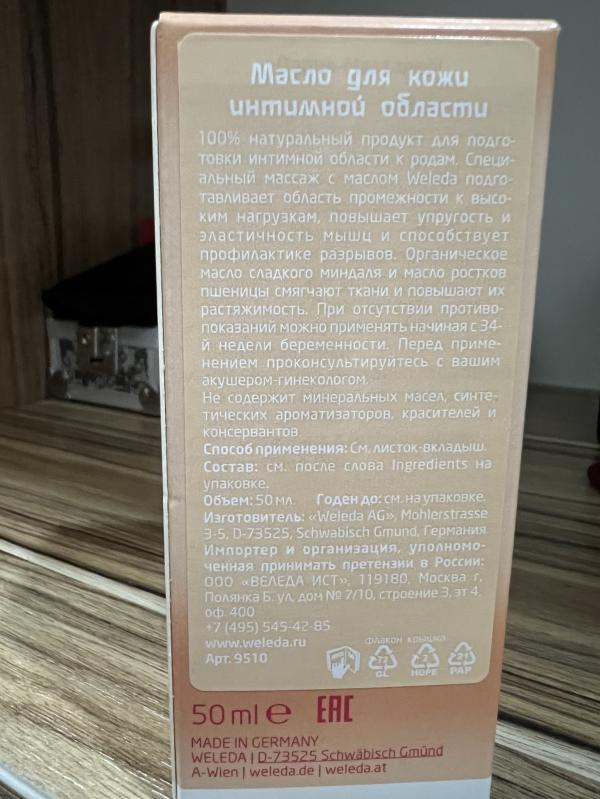 Масло для кожи
интимной области
100% натуральный продукт для подго-
товки интимной области к родам. Специ-
альный массаж с маслом Weleda подго-
тавливает область промежности к высо-
ким нагрузкам, повышает упругость и
эластичность мышц и способствует
профилактике разрывов. Органическое
масло сладкого миндаля и масло ростков
пшеницы смягчают ткани и повышают их
растяжимость. При отсутствии противо-
показаний можно применять начиная с 34-
й недели беременности. Перед приме-
нением проконсультируйтесь с вашим
акушером-гинекологом.
Не содержит минеральных масел, синте-
тических ароматизаторов, красителей и
консервантов.
Способ применения: См. листок-вкладыш.
Состав: см. после слова Ingredients на
упаковке.
Объем: 50 мл. Годен до: см. на упаковке.
Изготовитель: «Weleda AG», Mohlerstrasse
3-5, D-73525, Schwabisch Gmund, Германия.
Импортер и организация, уполномо-
ченная принимать претензии в России:
ООО «ВЕЛЕДА ИСТ», 119180, Москва г,
Полянка Б. ул, дом № 7/10, строение 3, эт 4,
оф. 400
+7 (495) 545-42-85
www.weleda.ru
Арт. 9510
флакон крышка
72 2 21
GL HDPE PAP
50 ml e EAC
MADE IN GERMANY
WELEDA | D-73525 Schwäbisch Gmünd
A-Wien | weleda.de | weleda.at